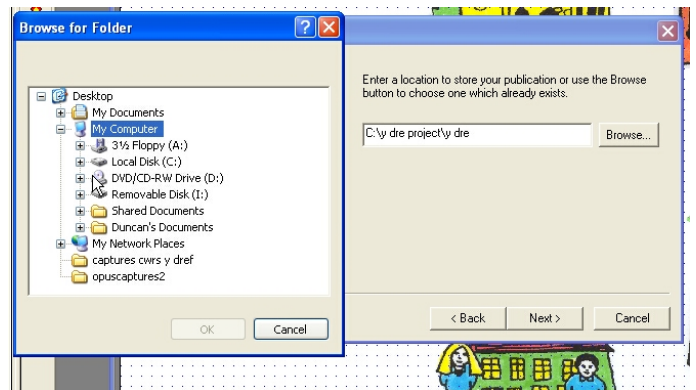 Browse for Folder
Desktop
My Documents
My Computer
3½ Floppy (A:)
Local Disk (C:)
DVD/CD-RW Drive (D:)
Removable Disk (I:)
Shared Documents
Duncan's Documents
My Network Places
captures cwrs y dref
opuscaptures2
OK
Cancel
Enter a location to store your publication or use the Browse
button to choose one which already exists.
C:\y dre project\y dre
Browse...
< Back
Next >
Cancel